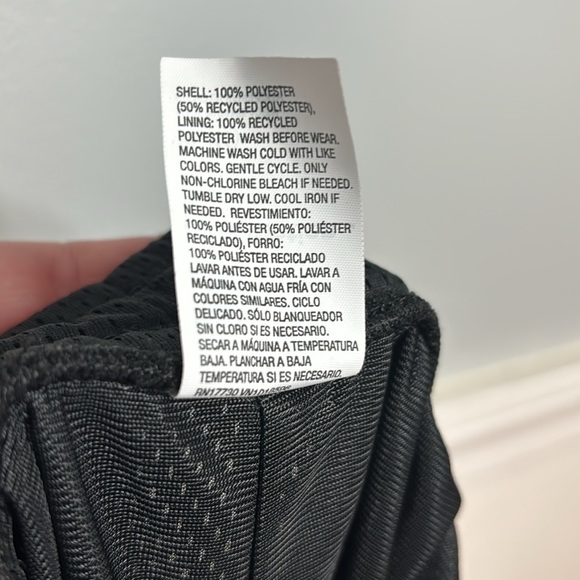 SHELL: 100% POLYESTER
(50% RECYCLED POLYESTER),
LINING: 100% RECYCLED
POLYESTER WASH BEFORE WEAR.
MACHINE WASH COLD WITH LIKE
COLORS. GENTLE CYCLE. ONLY
NON-CHLORINE BLEACH IF NEEDED.
TUMBLE DRY LOW. COOL IRON IF
NEEDED. REVESTIMIENTO:
100% POLIÉSTER (50% POLIÉSTER
RECICLADO), FORRO:
100% POLIÉSTER RECICLADO
LAVAR ANTES DE USAR. LAVAR A
MÁQUINA CON AGUA FRÍA CON
COLORES SIMILARES. CICLO
DELICADO. SÓLO BLANQUEADOR
SIN CLORO SI ES NECESARIO.
SECAR A MÁQUINA A TEMPERATURA
BAJA. PLANCHAR A BAJA
TEMPERATURA SI ES NECESARIO.
RN17730